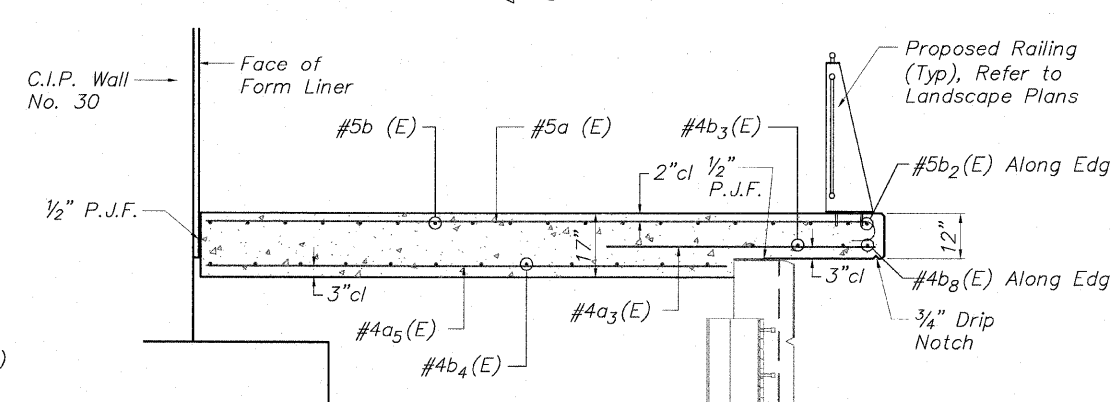 C.I.P. Wall
No. 30
Face of
Form Liner
Proposed Railing
(Typ), Refer to
Landscape Plans
#5b (E)
#5a (E)
#4b3(E)
2"cl
1/2"
P.J.F.
#5b2(E) Along Edg
1/2" P.J.F.
17"
12"
3"cl
#4a5(E)
#4b4(E)
#4a3(E)
3"cl
#4b8(E) Along Edg
3/4" Drip
Notch
)